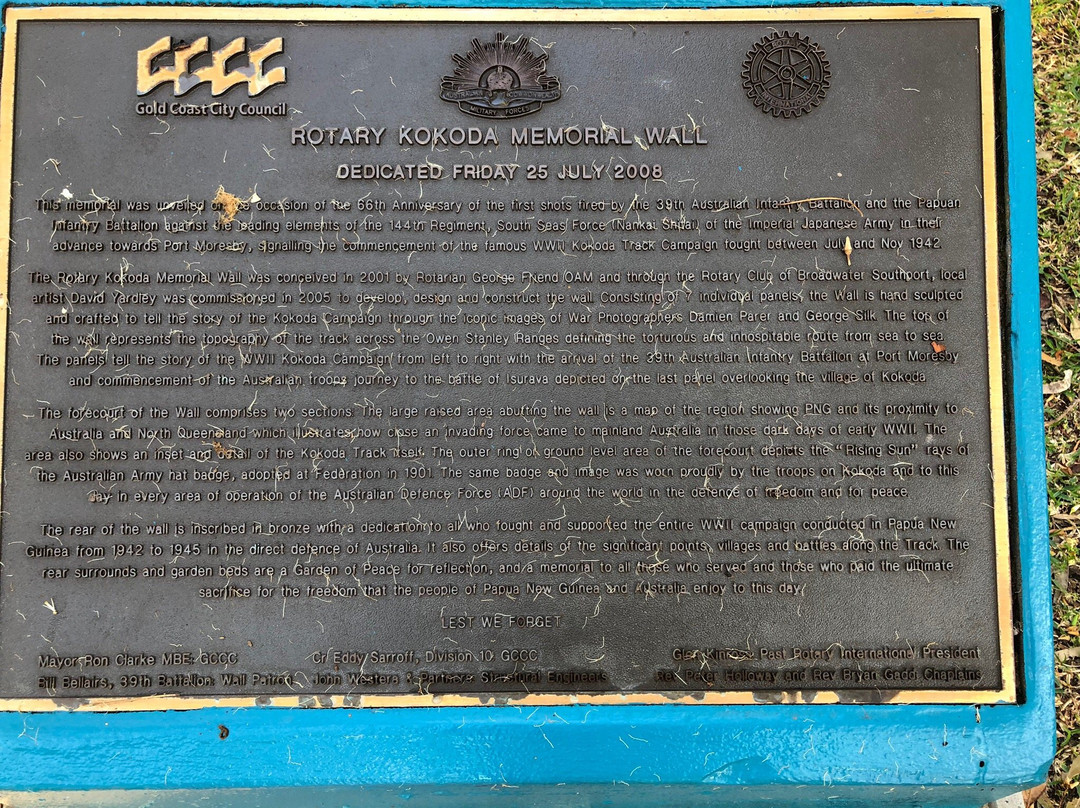 GCCC
Gold Coast City Council
AUSTRALIAN
MILITARY FORCES
ROTARY
INTERNATIONAL
ROTARY KOKODA MEMORIAL WALL
DEDICATED FRIDAY 25 JULY 2008
This memorial was unveiled on the occasion of the 66th Anniversary of the first shots fired by the 39th Australian Infantry Battalion and the Papuan
Infantry Battalion against the leading elements of the 144th Regiment, South Seas Force (Nankai Shitai) of the Imperial Japanese Army in their
advance towards Port Moresby, signalling the commencement of the famous WWII Kokoda Track Campaign fought between July and Nov 1942
The Rotary Kokoda Memorial Wall was conceived in 2001 by Rotarian George Friend OAM and through the Rotary Club of Broadwater Southport, local
artist David Yardley was commissioned in 2005 to develop, design and construct the wall. Consisting of 7 individual panels, the Wall is hand sculpted
and crafted to tell the story of the Kokoda Campaign through the iconic images of War Photographers Damien Parer and George Silk. The top of
the wall represents the topography of the track across the Owen Stanley Ranges defining the torturous and inhospitable route from sea to sea.
The panels tell the story of the WWII Kokoda Campaign from left to right with the arrival of the 39th Australian Infantry Battalion at Port Moresby
and commencement of the Australian troops journey to the battle of Isurava depicted on the last panel overlooking the village of Kokoda
The forecourt of the Wall comprises two sections. The large raised area abutting the wall is a map of the region showing PNG and its proximity to
Australia and North Queensland which illustrates how close an invading force came to mainland Australia in those dark days of early WWII. The
area also shows an inset and detail of the Kokoda Track itself. The outer ring or ground level area of the forecourt depicts the "Rising Sun" rays of
the Australian Army hat badge, adopted at Federation in 1901. The same badge and image was worn proudly by the troops on Kokoda and to this
day in every area of operation of the Australian Defence Force (ADF) around the world in the defence of freedom and for peace.
The rear of the wall is inscribed in bronze with a dedication to all who fought and supported the entire WWII campaign conducted in Papua New
Guinea from 1942 to 1945 in the direct defence of Australia. It also offers details of the significant points, villages and battles along the Track. The
rear surrounds and garden beds are a Garden of Peace for reflection, and a memorial to all those who served and those who paid the ultimate
sacrifice for the freedom that the people of Papua New Guinea and Australia enjoy to this day.
LEST WE FORGET
Mayor Ron Clarke MBE: GCCC Cr Eddy Sarroff, Division 10 GCCC Glen Kinross Past Rotary International President
Bill Bellairs, 39th Battalion: Wall Patron John Westera & Partners Structural Engineers Rev Peter Holloway and Rev Bryan Gadd Chaplains